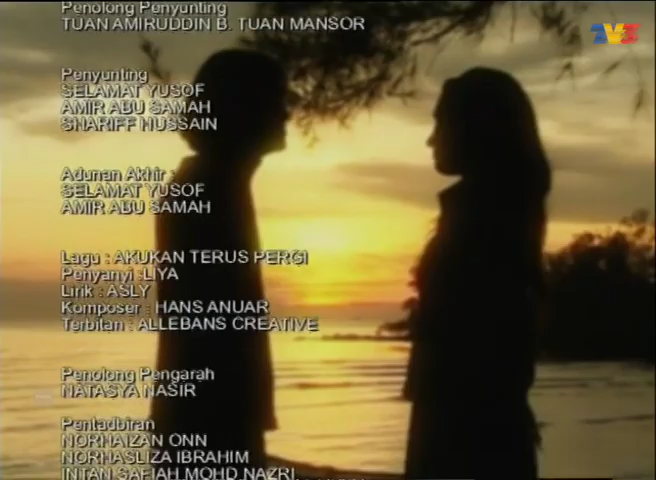 Penolong Penyunting
TUAN AMIRUDDIN B. TUAN MANSOR
TV3
Penyunting
SELAMAT YUSOF
AMIR ABU SAMAH
SHARIFF HUSSAIN
Adunan Akhir :
SELAMAT YUSOF
AMIR ABU SAMAH
Lagu : AKUKAN TERUS PERGI
Penyanyi : LIYA
Lirik : ASLY
Komposer : HANS ANUAR
Terbitan : ALLEBANS CREATIVE
Penolong Pengarah
NATASYA NASIR
Pentadbiran
NORHAIZAN ONN
NORHASLIZA IBRAHIM
INTAN SAFIAH MOHD NAZRI